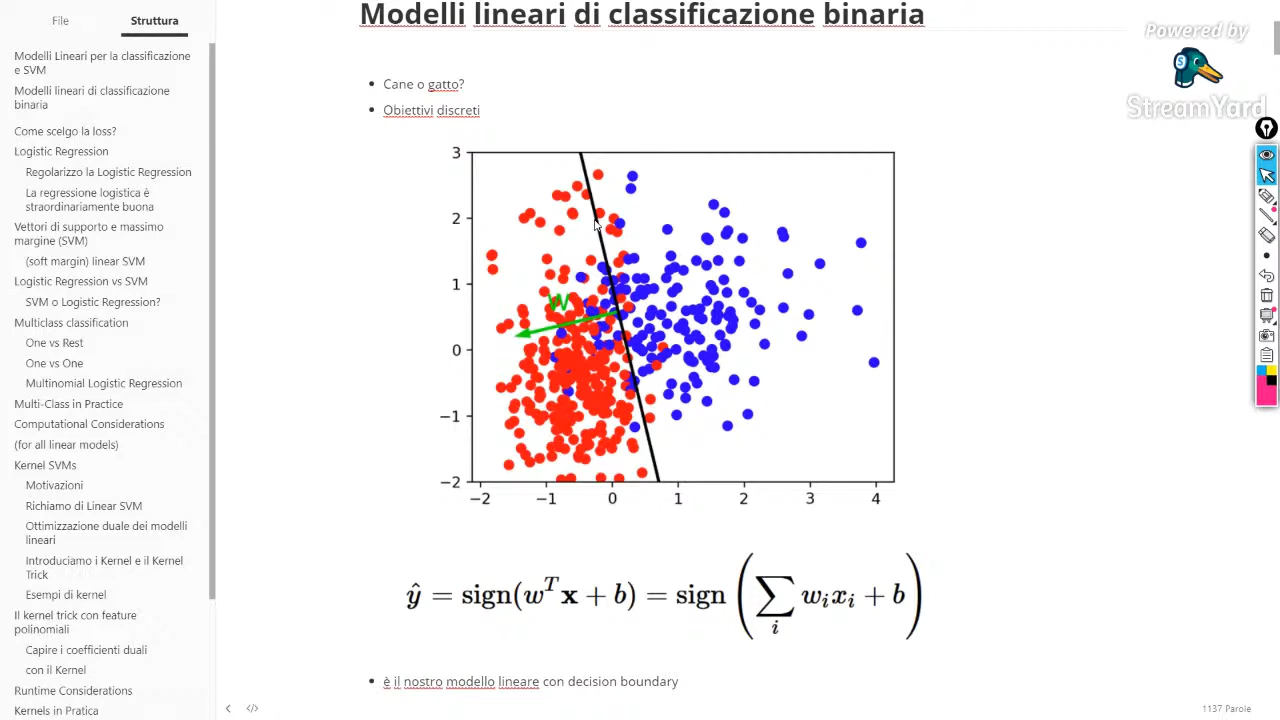 File
Struttura
Modelli Lineari per la classificazione
e SVM
Modelli lineari di classificazione
binaria
Come scelgo la loss?
Logistic Regression
Regolarizzo la Logistic Regression
La regressione logistica è
straordinariamente buona
Vettori di supporto e massimo
margine (SVM)
(soft margin) linear SVM
Logistic Regression vs SVM
SVM o Logistic Regression?
Multiclass classification
One vs Rest
One vs One
Multinomial Logistic Regression
Multi-Class in Practice
Computational Considerations
(for all linear models)
Kernel SVMs
Motivazioni
Richiamo di Linear SVM
Ottimizzazione duale dei modelli
lineari
Introduciamo i Kernel e il Kernel
Trick
Esempi di kernel
Il kernel trick con feature
polinomiali
Capire i coefficienti duali
con il Kernel
Runtime Considerations
Kernels in Pratica
Modelli lineari di classificazione binaria
Cane o gatto?
Obiettivi discreti
3
2
1
0
−1
−2
W
−2 −1 0 1 2 3 4
ŷ = sign(w^T x + b) = sign(∑_i w_i x_i + b)
è il nostro modello lineare con decision boundary
Powered by
StreamYard
1137 Parole